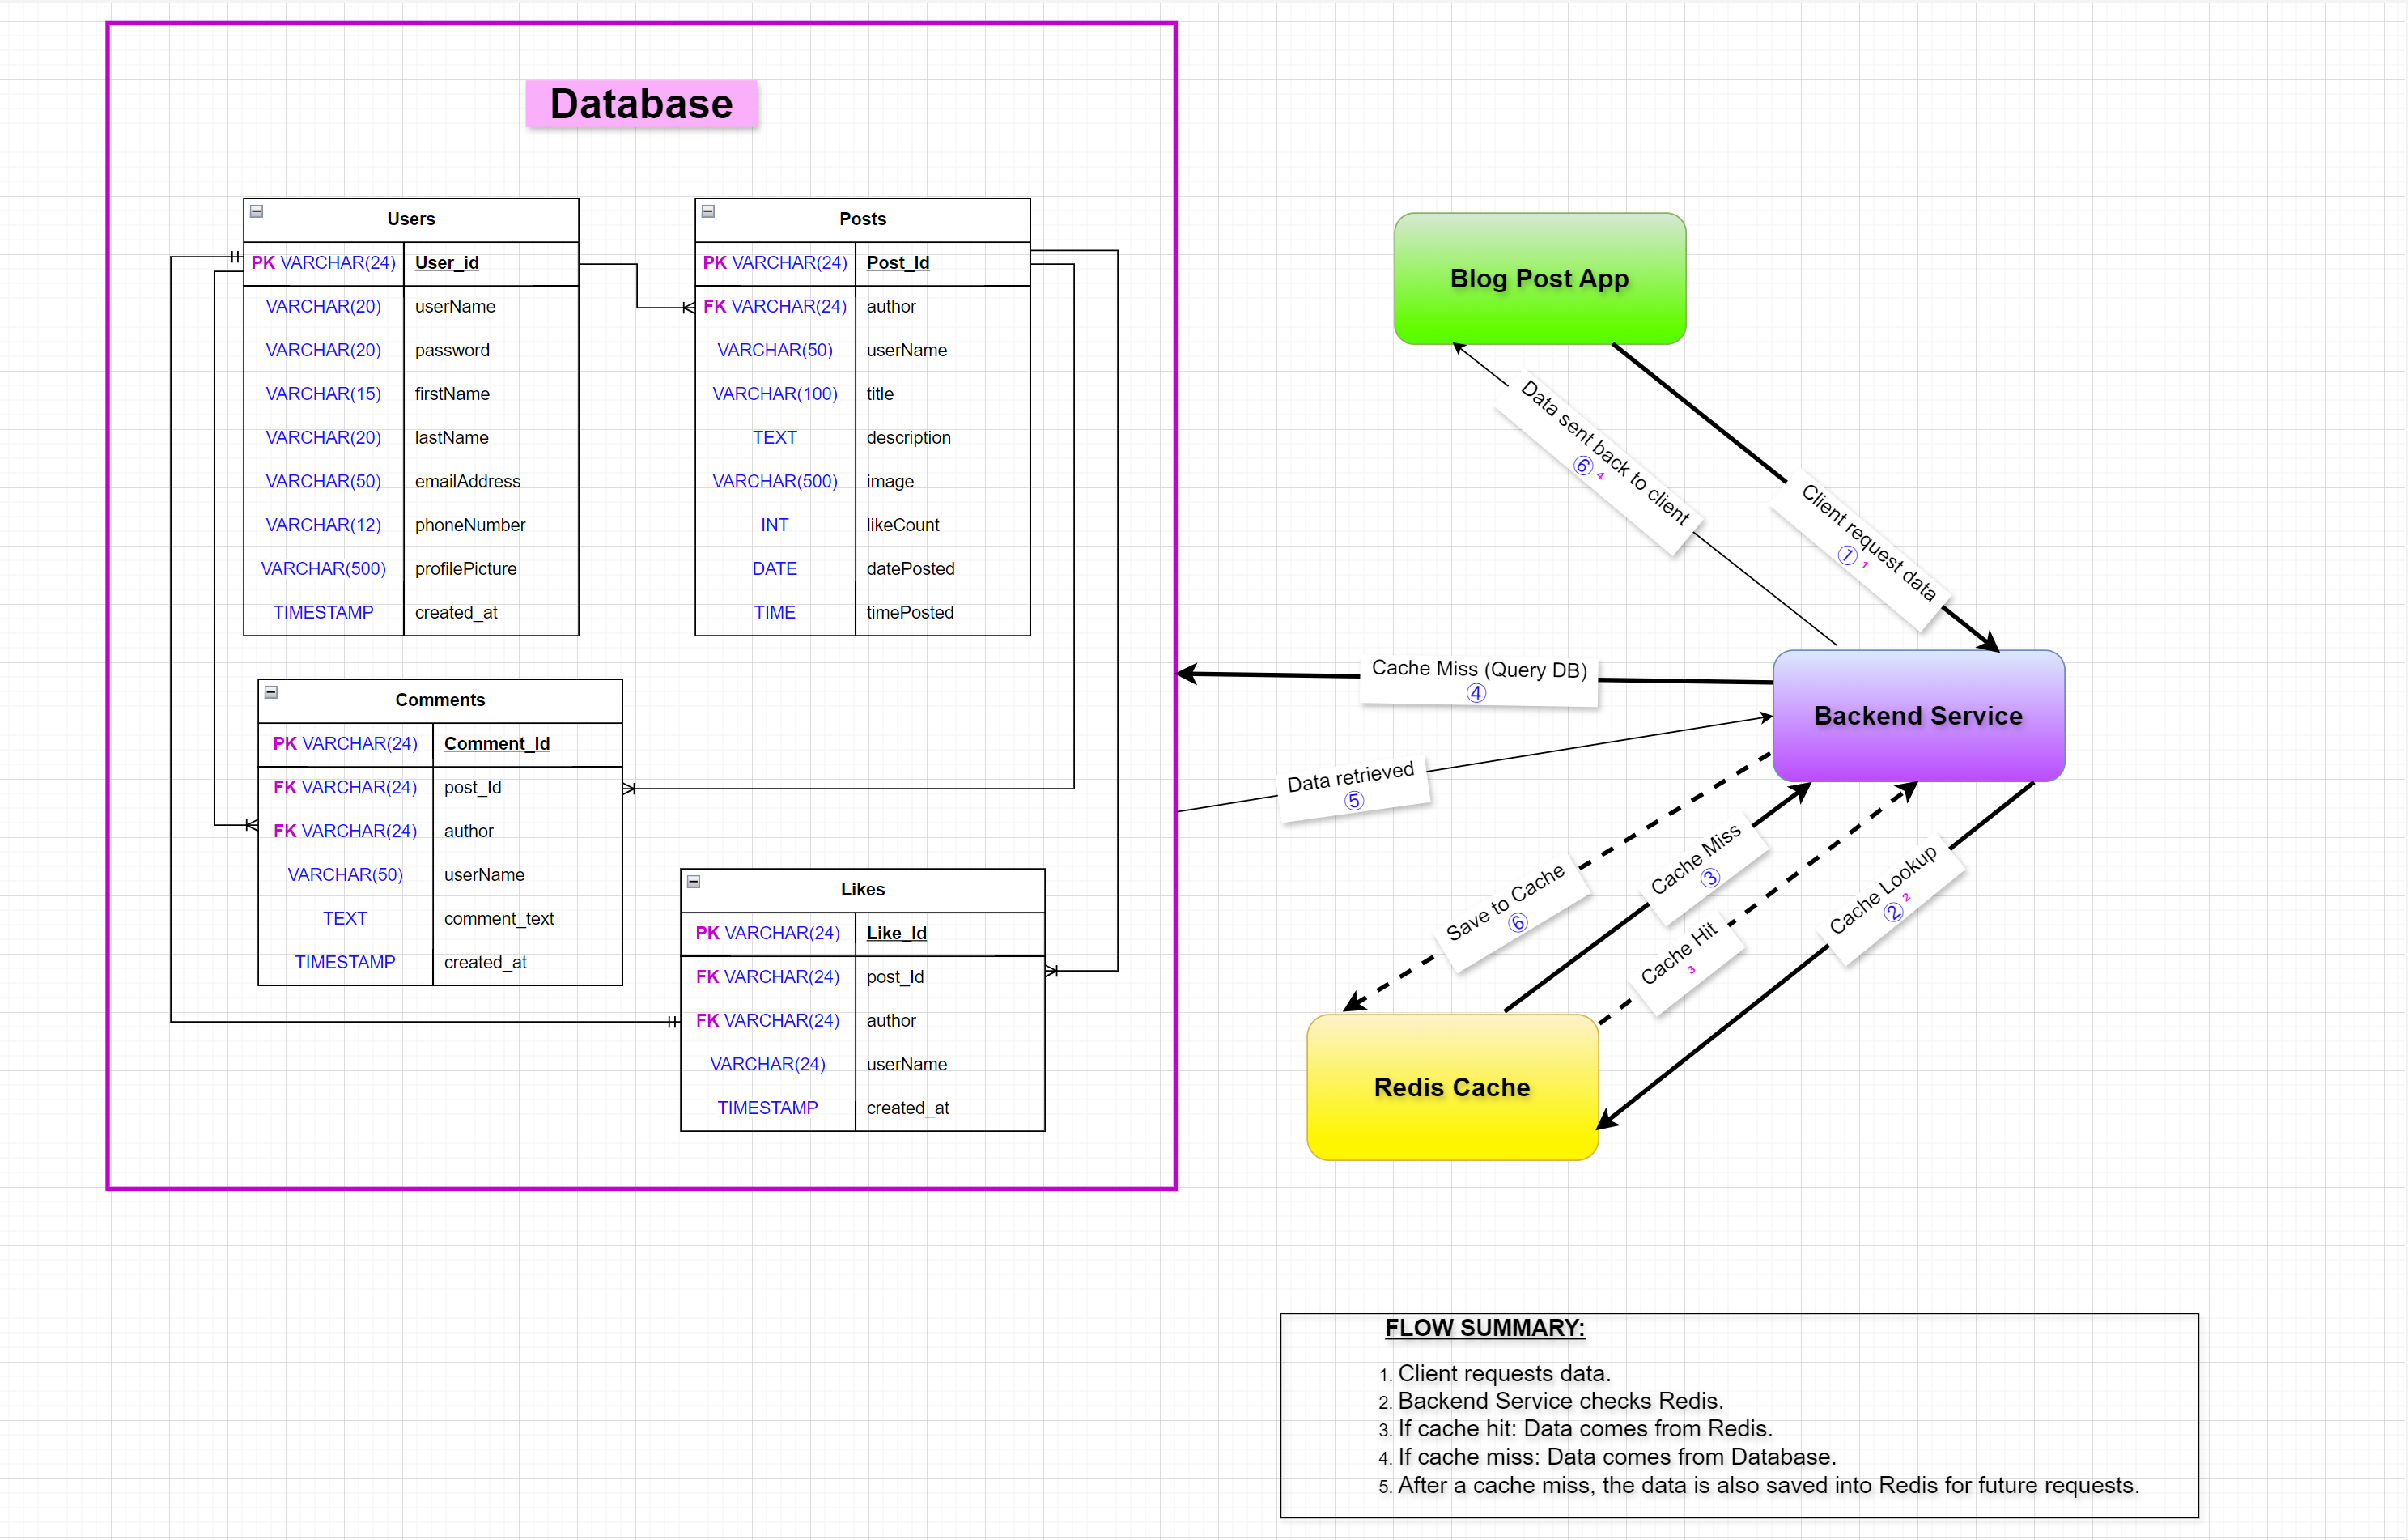 Database
Users
PK VARCHAR(24) User_id
VARCHAR(20) userName
VARCHAR(20) password
VARCHAR(15) firstName
VARCHAR(20) lastName
VARCHAR(50) emailAddress
VARCHAR(12) phoneNumber
VARCHAR(500) profilePicture
TIMESTAMP created_at
Posts
PK VARCHAR(24) Post_Id
FK VARCHAR(24) author
VARCHAR(50) userName
VARCHAR(100) title
TEXT description
VARCHAR(500) image
INT likeCount
DATE datePosted
TIME timePosted
Comments
PK VARCHAR(24) Comment_Id
FK VARCHAR(24) post_Id
FK VARCHAR(24) author
VARCHAR(50) userName
TEXT comment_text
TIMESTAMP created_at
Likes
PK VARCHAR(24) Like_Id
FK VARCHAR(24) post_Id
FK VARCHAR(24) author
VARCHAR(24) userName
TIMESTAMP created_at
Blog Post App
Data sent back to client
⑥ 4
Client request data
① 1
Cache Miss (Query DB)
④
Backend Service
Data retrieved
⑤
Save to Cache
⑥
Cache Miss
③
Cache Hit
3
Cache Lookup
② 2
Redis Cache
FLOW SUMMARY:
1. Client requests data.
2. Backend Service checks Redis.
3. If cache hit: Data comes from Redis.
4. If cache miss: Data comes from Database.
5. After a cache miss, the data is also saved into Redis for future requests.